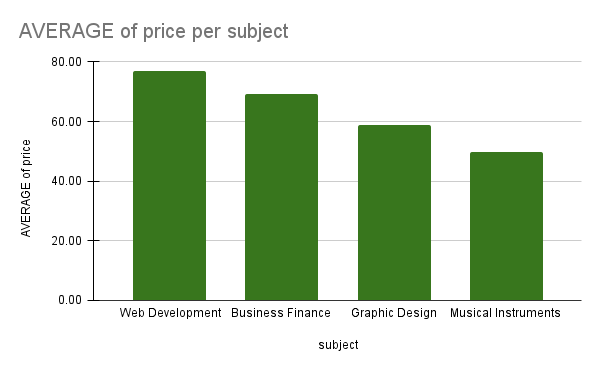 AVERAGE of price per subject
80.00
60.00
40.00
20.00
0.00
AVERAGE of price
Web Development
Business Finance
Graphic Design
Musical Instruments
subject